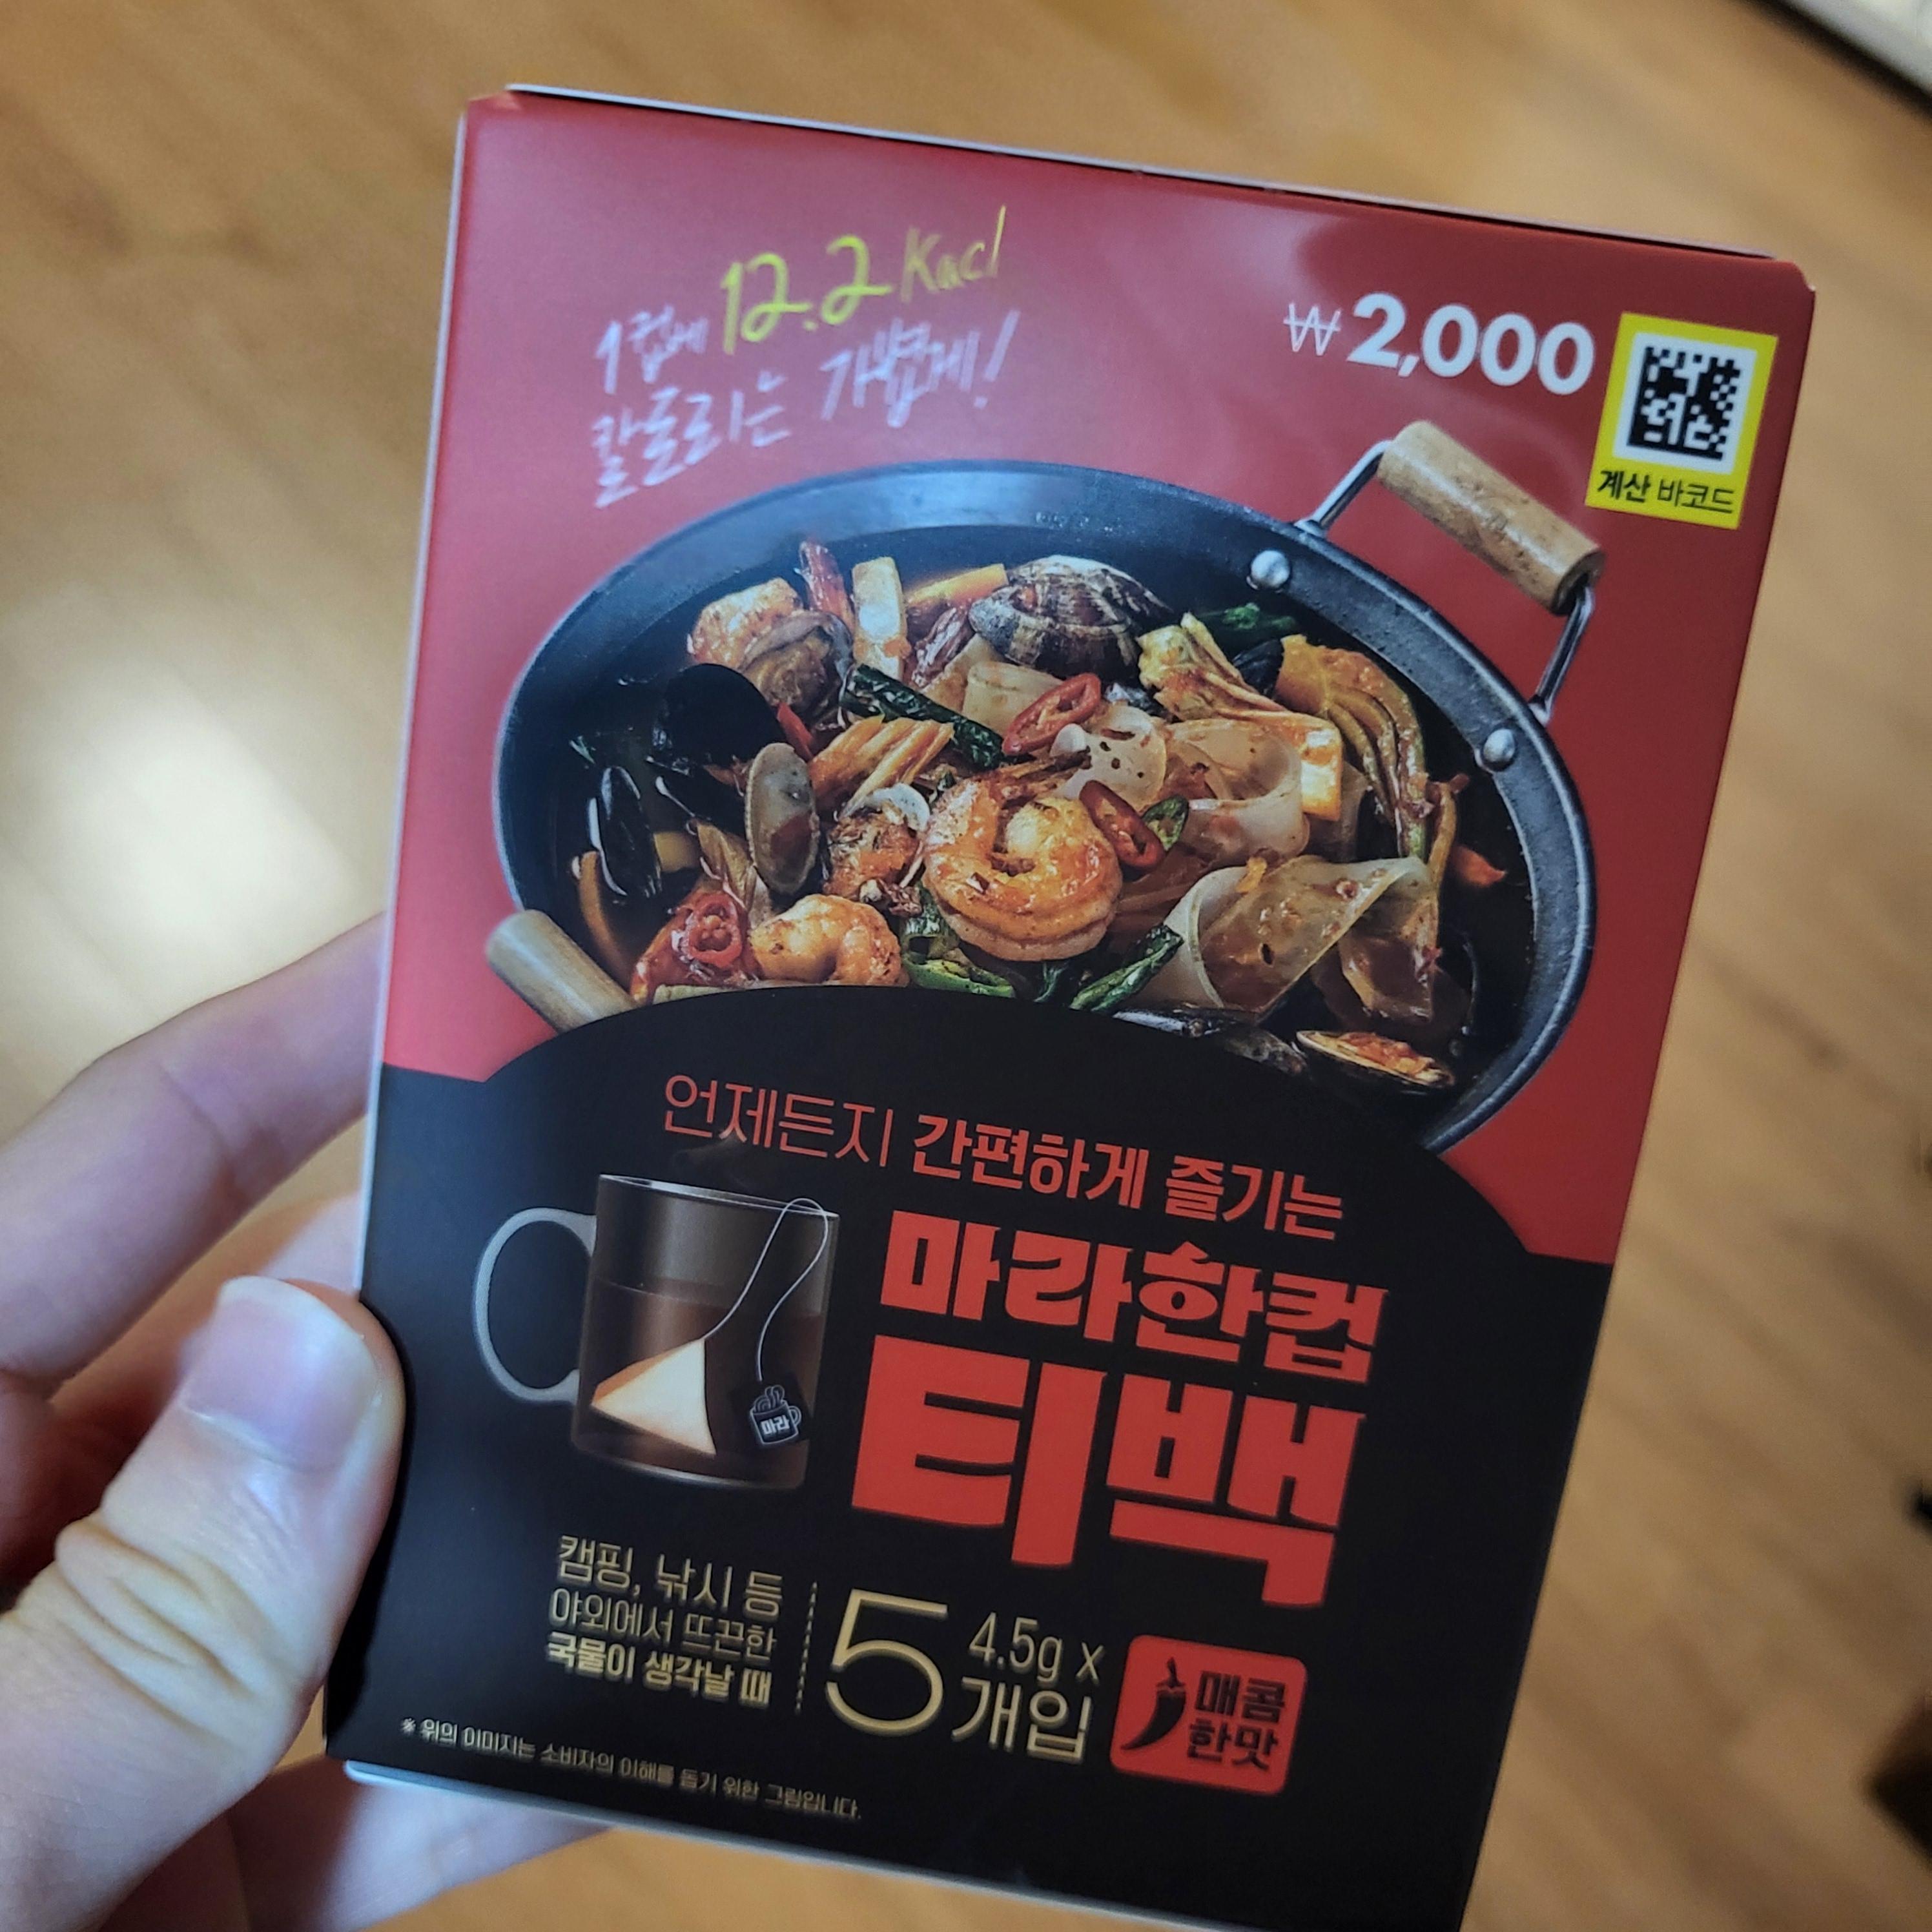 1컵에 12.2 Kacl
칼로리는 가볍게!
₩2,000
계산 바코드
언제든지 간편하게 즐기는
마라한컵
티백
마라
캠핑, 낚시 등
야외에서 뜨끈한
국물이 생각날 때
5
4.5g x
개입
매콤
한맛
※ 위의 이미지는 소비자의 이해를 돕기 위한 그림입니다.